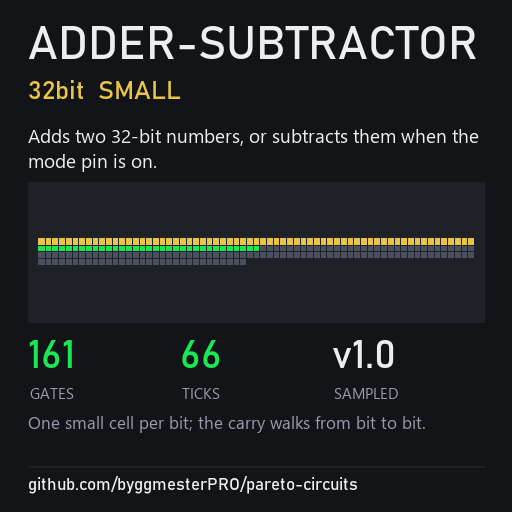 ADDER-SUBTRACTOR
32bit SMALL
Adds two 32-bit numbers, or subtracts them when the
mode pin is on.
161 66 v1.0
GATES TICKS SAMPLED
One small cell per bit; the carry walks from bit to bit.
github.com/byggmesterPRO/pareto-circuits